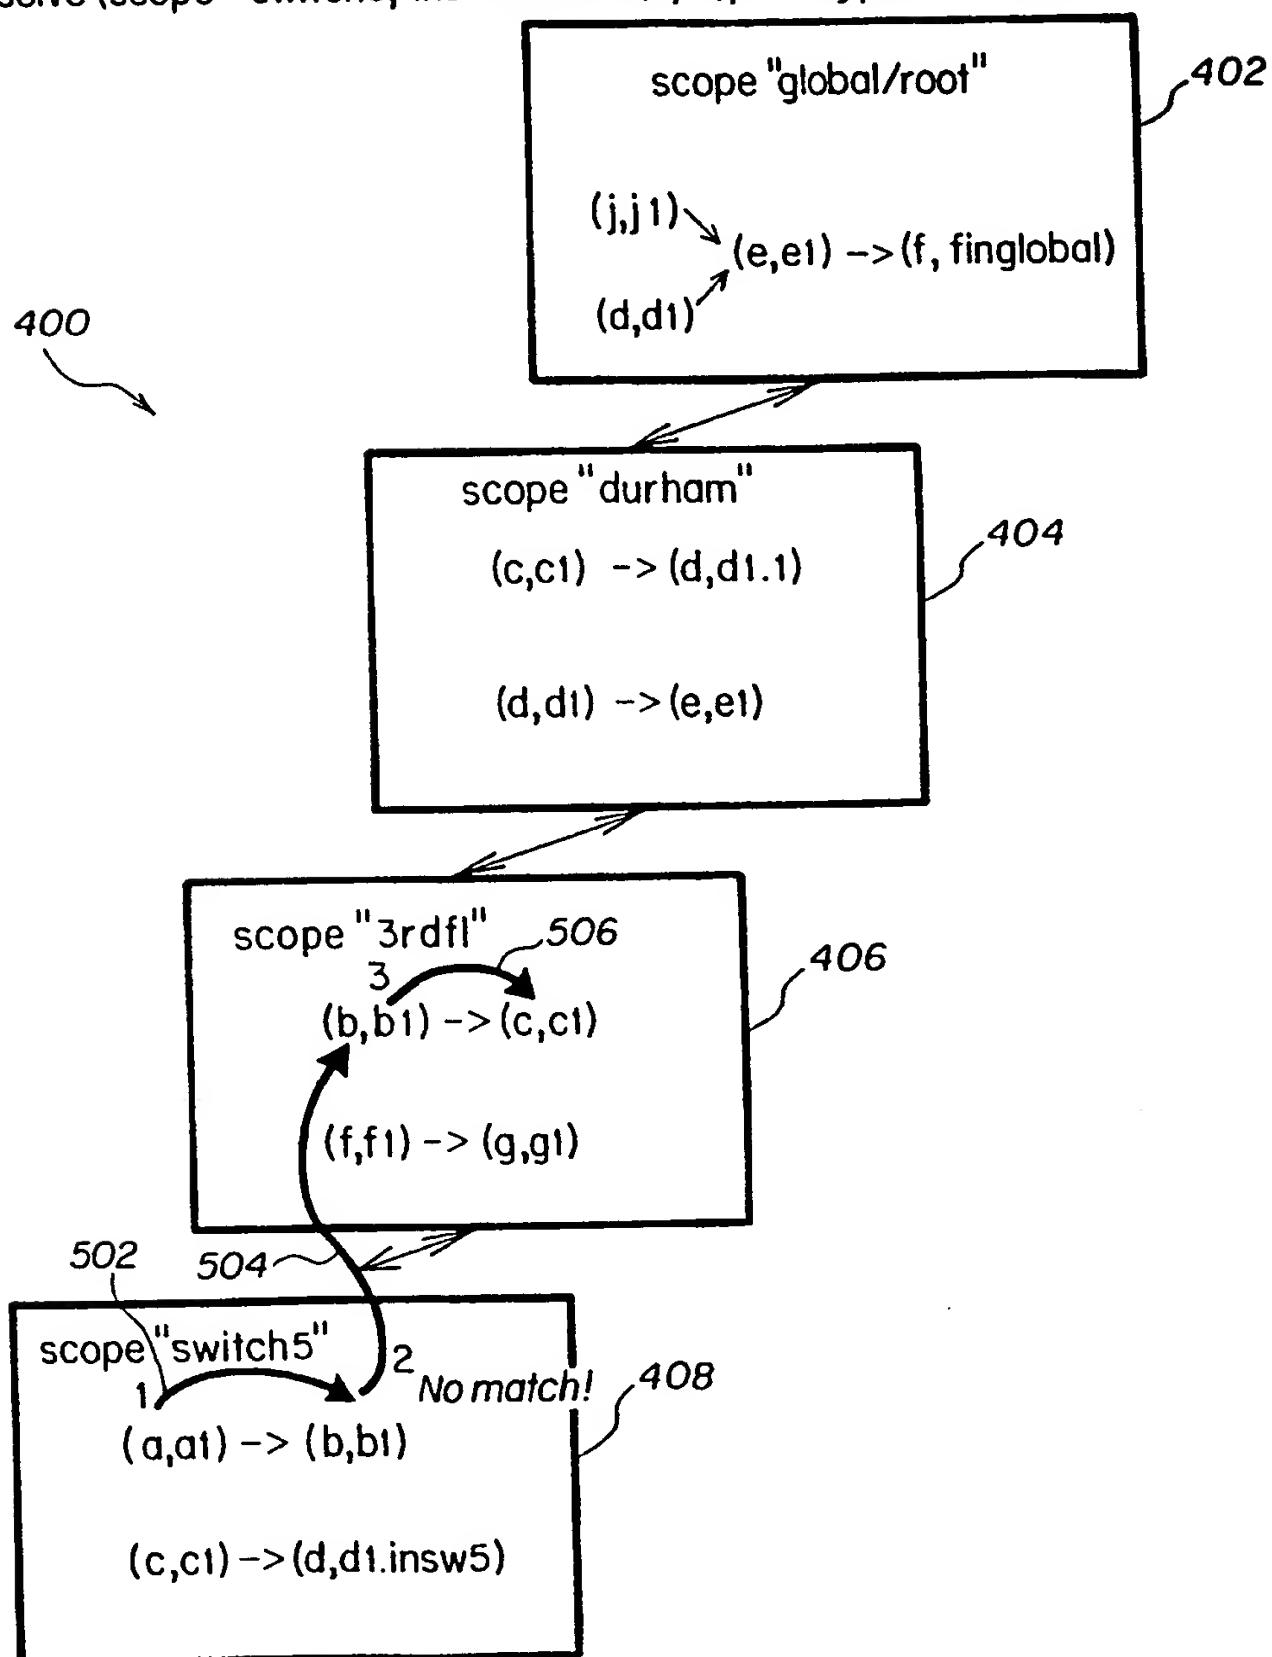 scope "global/root"
402
(j,j1)
(e,e1) -> (f, finglobal)
(d,d1)
400
scope "durham"
404
(c,c1) -> (d,d1.1)
(d,d1) -> (e,e1)
scope "3rdfl"
506
406
3
(b,b1) -> (c,c1)
(f,f1) -> (g,g1)
502
504
scope "switch5"
2
No match!
408
1
(a,a1) -> (b,b1)
(c,c1) -> (d,d1.insw5)